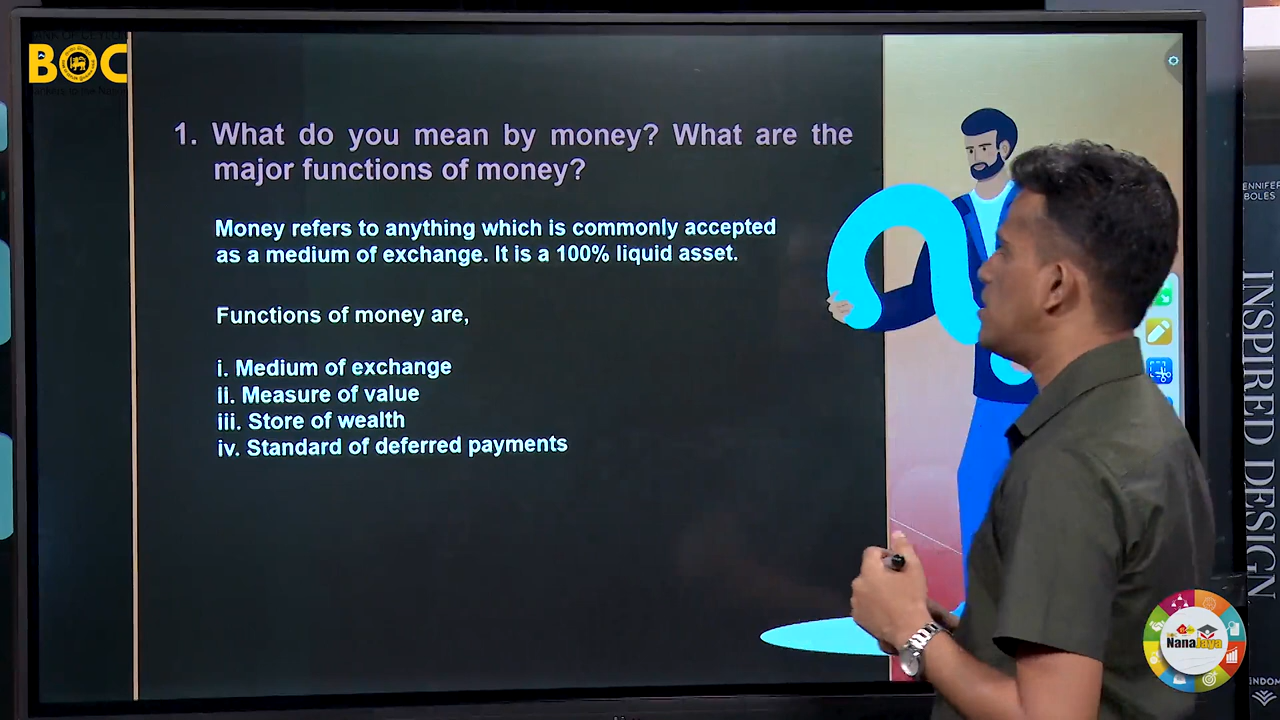 BOC
1. What do you mean by money? What are the
major functions of money?
Money refers to anything which is commonly accepted
as a medium of exchange. It is a 100% liquid asset.
Functions of money are,
i. Medium of exchange
ii. Measure of value
iii. Store of wealth
iv. Standard of deferred payments
ENNIFER
BOLES
INSPIRED DESIGN
NanaJaya